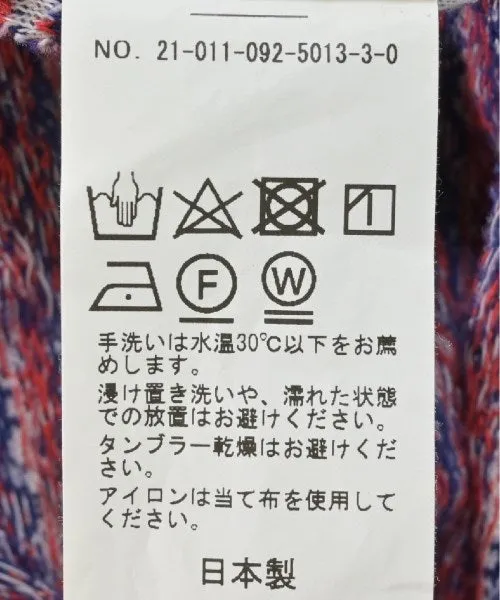 NO. 21-011-092-5013-3-0
F W
手洗いは水温30℃以下をお薦
めします。
浸け置き洗いや、濡れた状態
での放置はお避けください。
タンブラー乾燥はお避けくだ
さい。
アイロンは当て布を使用して
ください。
日本製